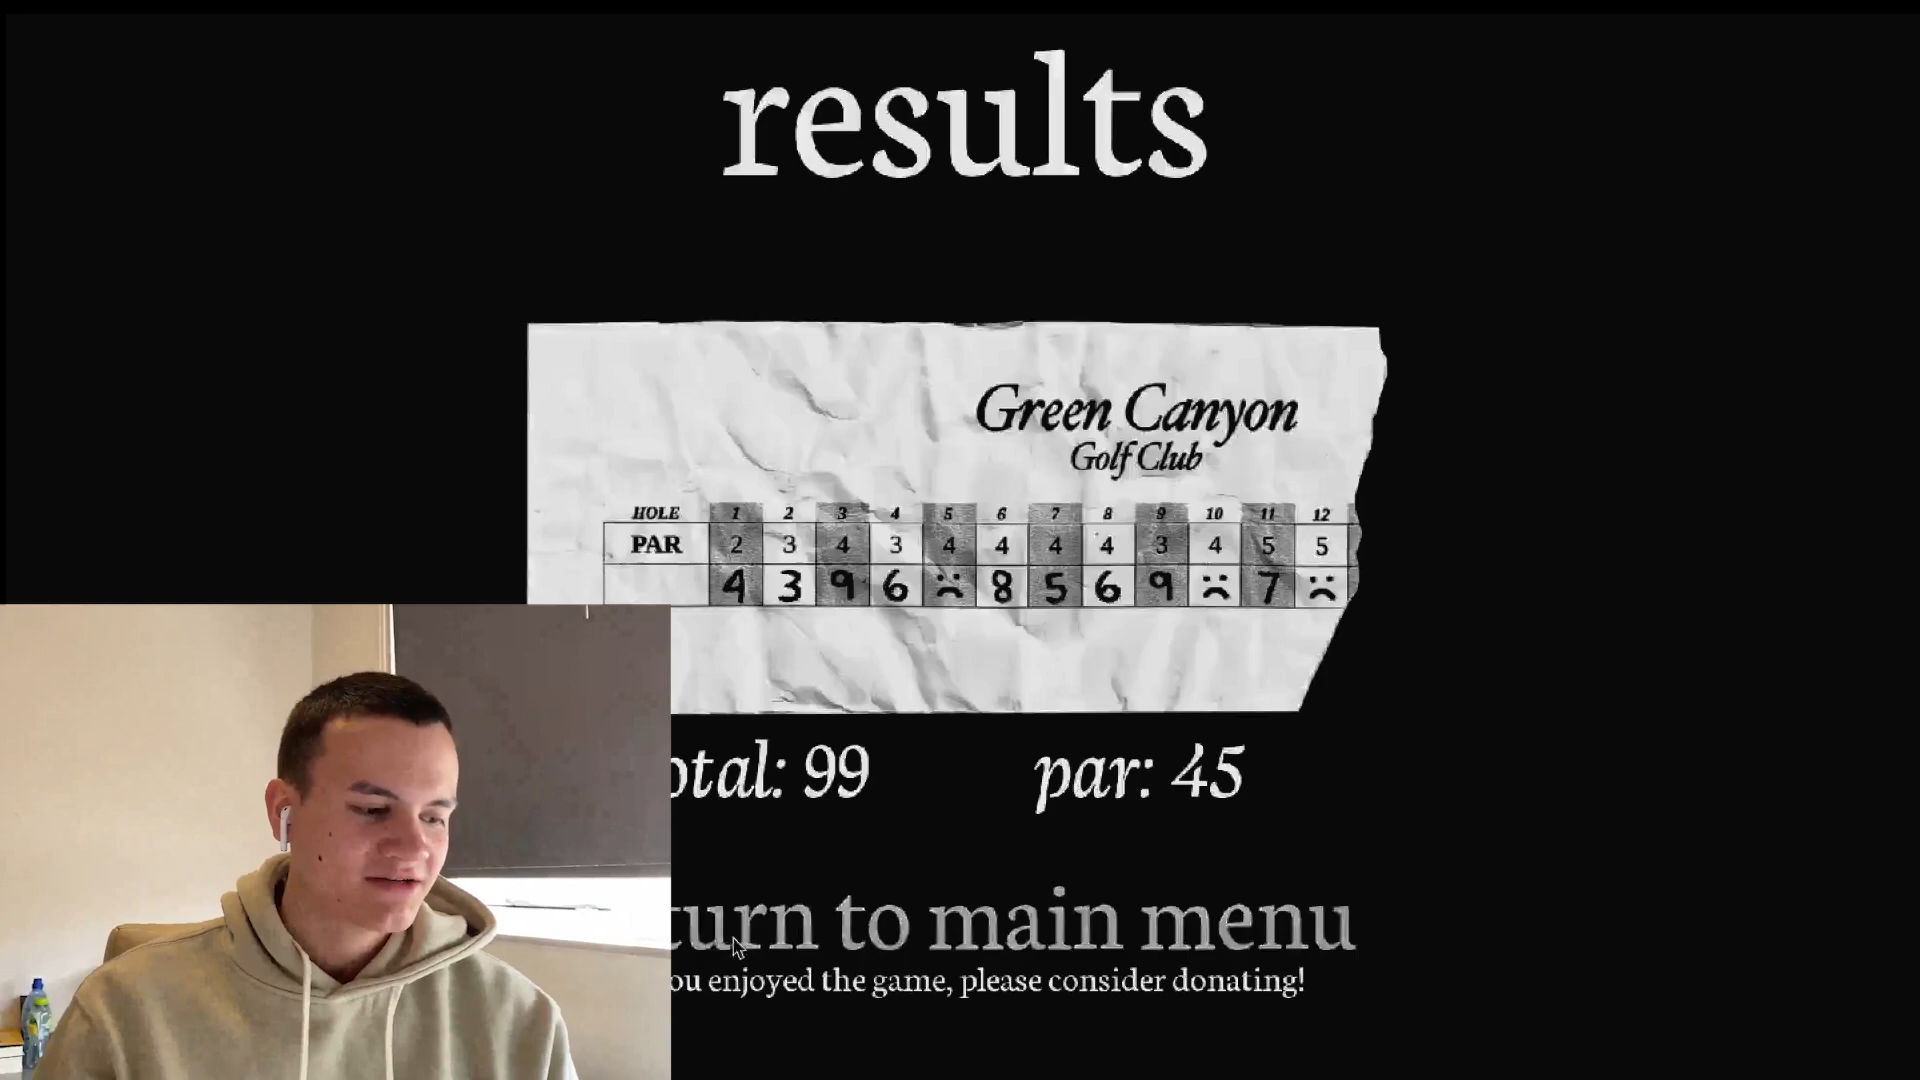 results
Green Canyon
Golf Club
HOLE 1 2 3 4 5 6 7 8 9 10 11 12
PAR 2 3 4 3 4 4 4 4 3 4 5 5
4 3 9 6 :( 8 5 6 9 :( 7 :(
otal: 99 par: 45
turn to main menu
ou enjoyed the game, please consider donating!